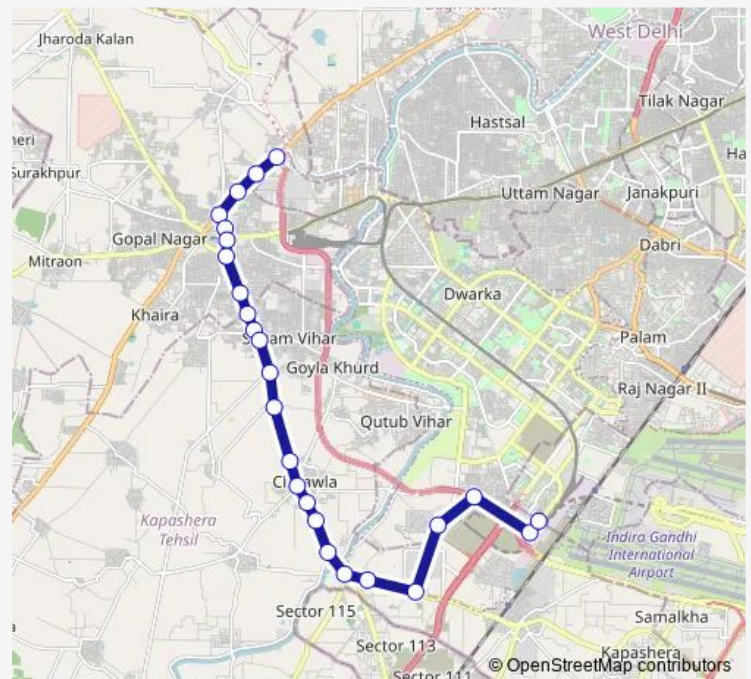 Jharoda Kalan
West Delhi
Tilak Nagar
Hastsal
Surakhpur
Uttam Nagar
Janakpuri
Gopal Nagar
Dabri
Mitraon
Dwarka
Khaira
Palam
Goyla Khurd
Raj Nagar II
Qutub Vihar
Kapashera
Tehsil
Indira Gandhi
International
Airport
Sector 115
Samalkha
Sector 113
Kapashera
Sector 111
© OpenStreetMap contributors